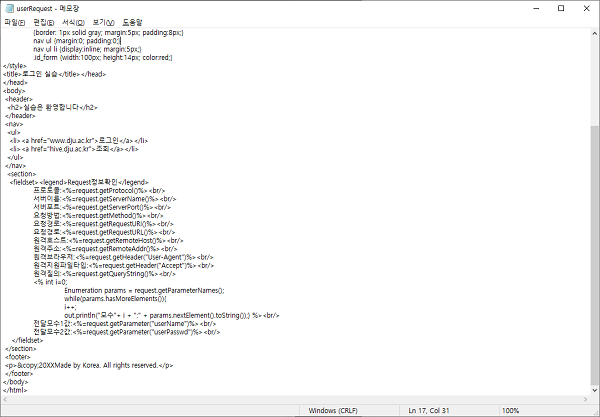 userRequest - 메모장
파일(F) 편집(E) 서식(O) 보기(V) 도움말
{border: 1px solid gray; margin:5px; padding:8px;}
nav ul {margin:0; padding:0;}
nav ul li {display:inline; margin:5px;}
.id_form {width:100px; height:14px; color:red;}
</style>
<title>로그인 실습</title></head>
</head>
<body>
<header>
<h2>실습은 환영합니다</h2>
</header>
<nav>
<ul>
<li><a href="www.dju.ac.kr">로그인</a></li>
<li><a href="hive.dju.ac.kr">조회</a></li>
</ul>
</nav>
<section>
<fieldset><legend>Request정보확인</legend>
프로토콜:<%=request.getProtocol()%><br/>
서버이름:<%=request.getServerName()%><br/>
서버포트:<%=request.getServerPort()%><br/>
요청방법:<%=request.getMethod()%><br/>
요청경로:<%=request.getRequestURI()%><br/>
요청경로:<%=request.getRequestURL()%><br/>
원격호스트:<%=request.getRemoteHost()%><br/>
원격주소:<%=request.getRemoteAddr()%><br/>
원격브라우저:<%=request.getHeader("User-Agent")%><br/>
원격지원파일타입:<%=request.getHeader("Accept")%><br/>
원격질의:<%=request.getQueryString()%><br/>
<% int i=0;
Enumeration params = request.getParameterNames();
while(params.hasMoreElements()){
i++;
out.println("모수"+ i + ":" + params.nextElement().toString());} %><br/>
전달모수1값:<%=request.getParameter("userName")%><br/>
전달모수2값:<%=request.getParameter("userPasswd")%><br/>
</fieldset>
</section>
<footer>
<p>&copy;20XXMade by Korea. All rights reserved.</p>
</footer>
</body>
</html>
Windows (CRLF) Ln 17, Col 31 100%